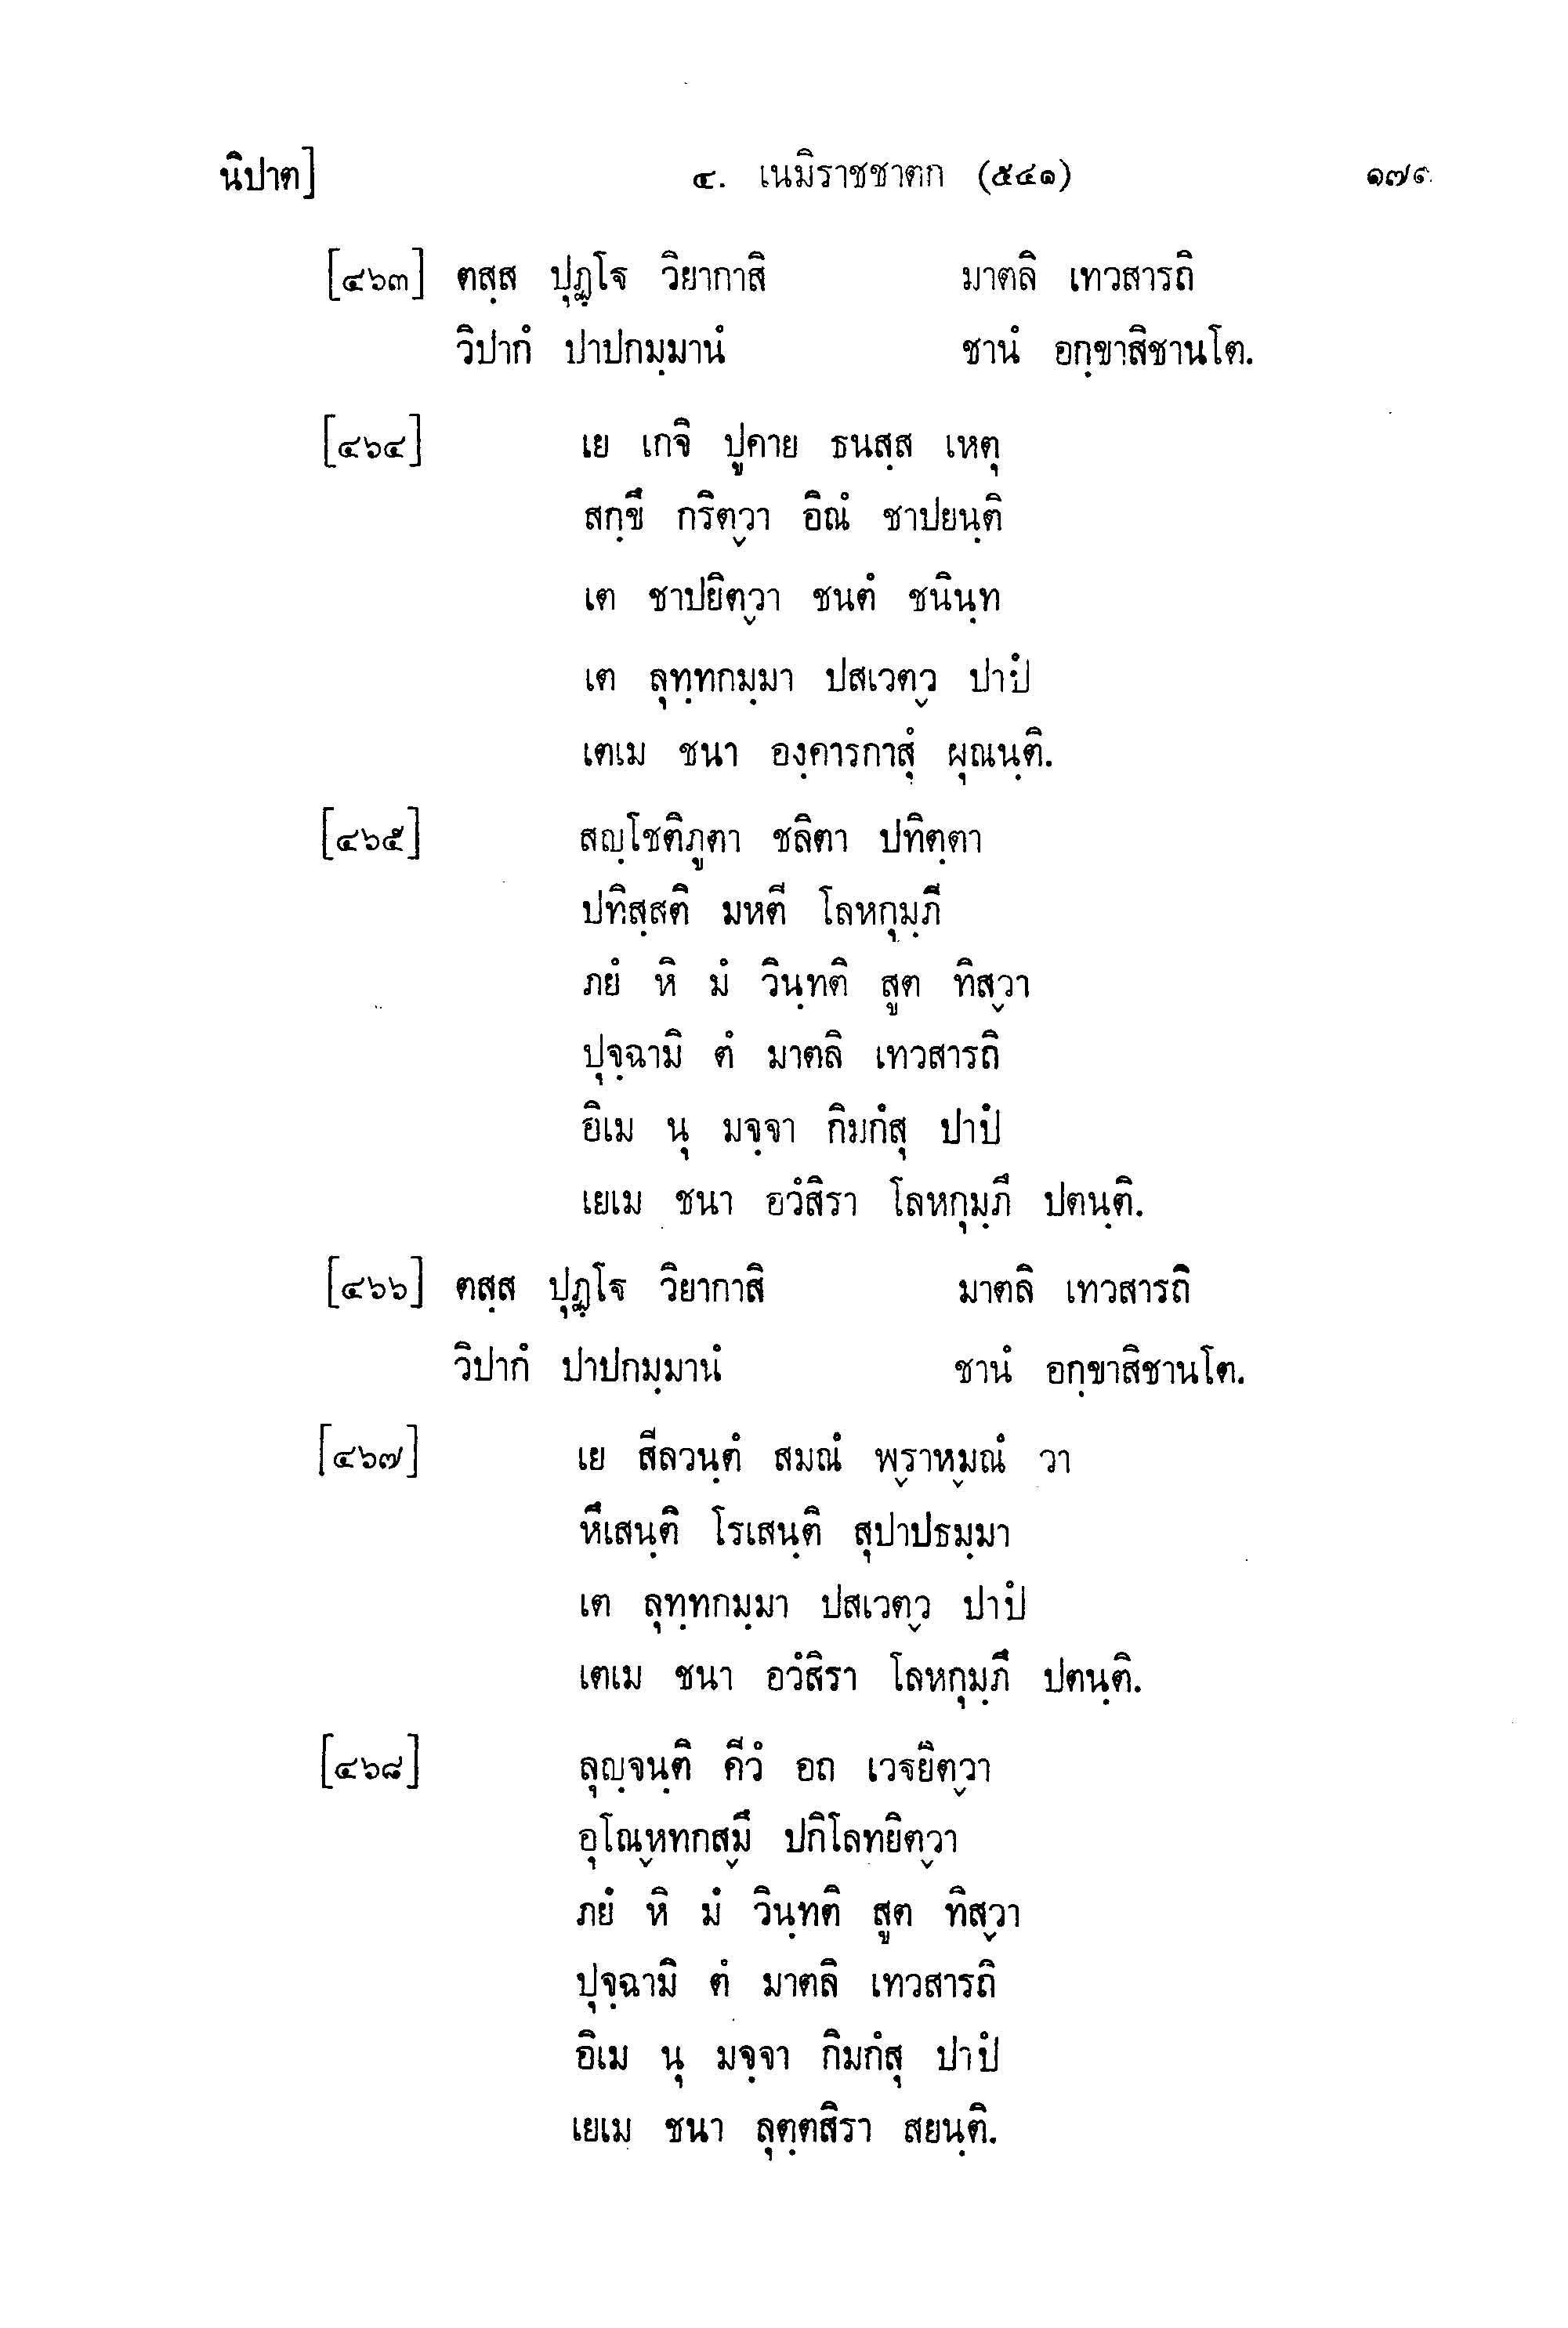 นิปาต] ๔. เนมิราชชาตก (๕๔๑) ๑๗๙
[๔๖๓] ตสฺส ปุฏฺโฐ วิยากาสิ มาตลิ เทวสารถิ
วิปากํ ปาปกมฺมานํ ชานํ อกฺขาสิชานโต.
[๔๖๔] เย เกจิ ปูคาย ธนสฺส เหตุ
สกฺขึ กริตฺวา อิณํ ชาปยนฺติ
เต ชาปยิตฺวา ชนตํ ชนินฺท
เต ลุทฺทกมฺมา ปสเวตฺว ปาปํ
เตเม ชนา องฺคารกาสุํ ผุณนฺติ.
[๔๖๕] สญฺโชติภูตา ชลิตา ปทิตฺตา
ปทิสฺสติ มหตี โลหกุมฺภี
ภยํ หิ มํ วินฺทติ สูต ทิสฺวา
ปุจฺฉามิ ตํ มาตลิ เทวสารถิ
อิเม นุ มจฺจา กิมกํสุ ปาปํ
เยเม ชนา อวํสิรา โลหกุมฺภึ ปตนฺติ.
[๔๖๖] ตสฺส ปุฏฺโฐ วิยากาสิ มาตลิ เทวสารถิ
วิปากํ ปาปกมฺมานํ ชานํ อกฺขาสิชานโต.
[๔๖๗] เย สีลวนฺตํ สมณํ พฺราหฺมณํ วา
หึเสนฺติ โรเสนฺติ สุปาปธมฺมา
เต ลุทฺทกมฺมา ปสเวตฺว ปาปํ
เตเม ชนา อวํสิรา โลหกุมฺภึ ปตนฺติ.
[๔๖๘] ลุญฺจนฺติ คีวํ อถ เวฐยิตฺวา
อุโณฺหทกสฺมึ ปกิโลทยิตฺวา
ภยํ หิ มํ วินฺทติ สูต ทิสฺวา
ปุจฺฉามิ ตํ มาตลิ เทวสารถิ
อิเม นุ มจฺจา กิมกํสุ ปาปํ
เยเม ชนา ลุตฺตสิรา สยนฺติ.